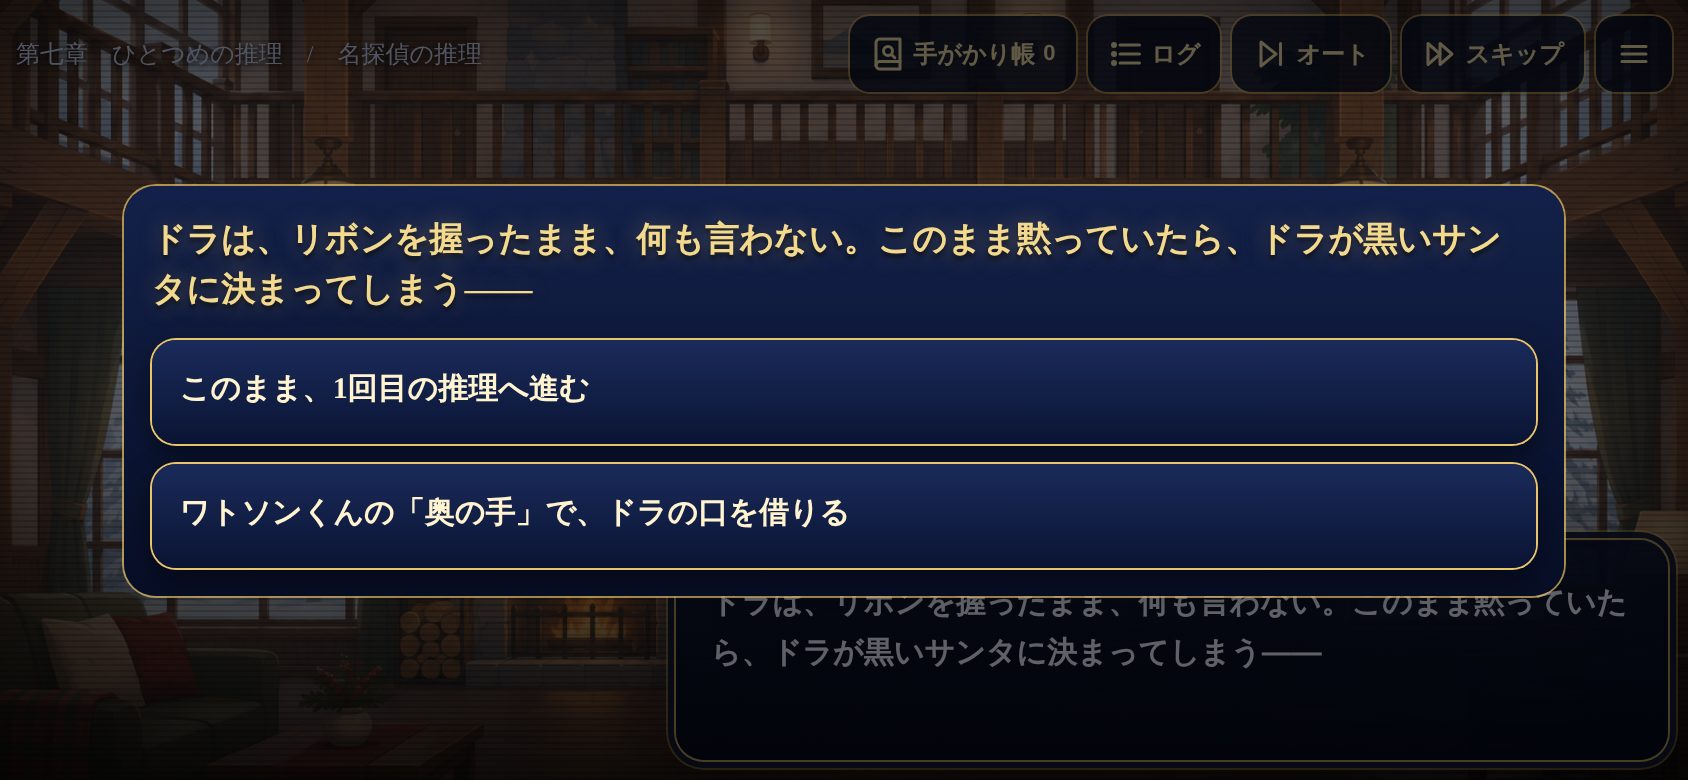 第七章 ひとつめの推理 / 名探偵の推理
手がかり帳 0
ログ
オート
スキップ
ドラは、リボンを握ったまま、何も言わない。このまま黙っていたら、ドラが黒いサン
タに決まってしまう——
このまま、1回目の推理へ進む
ワトソンくんの「奥の手」で、ドラの口を借りる
ドラは、リボンを握ったまま、何も言わない。このまま黙っていた
ら、ドラが黒いサンタに決まってしまう——